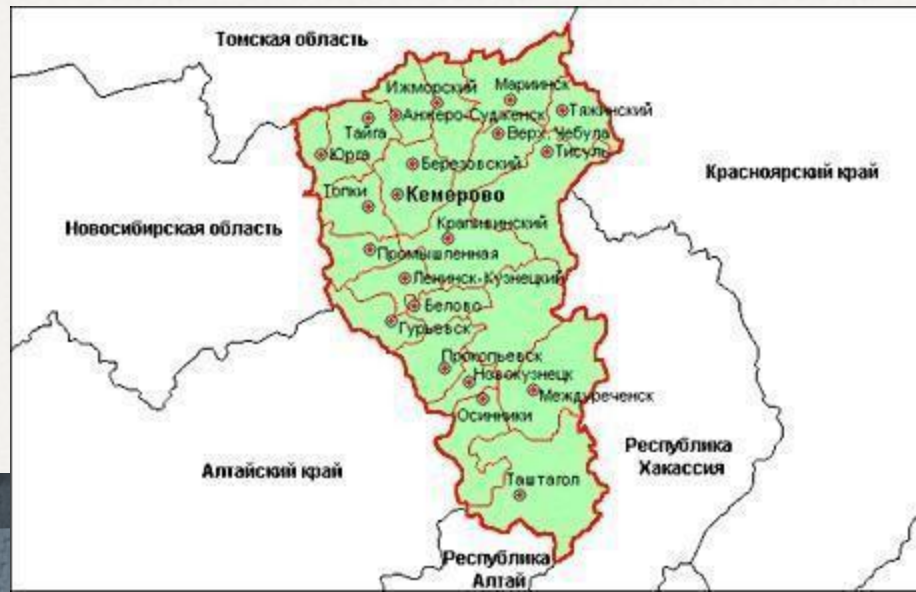 Томская область
Ижморский
Мариинск
Тяжинский
Анжеро-Судженск
Тайга
Верх. Чебула
Юрга
Березовский
Тисуль
Красноярский край
Топки
Кемерово
Новосибирская область
Крапивинский
Промышленная
Ленинск-Кузнецкий
Белово
Гурьевск
Прокопьевск
Новокузнецк
Междуреченск
Осинники
Республика
Хакассия
Алтайский край
Таштагол
Республика
Алтай